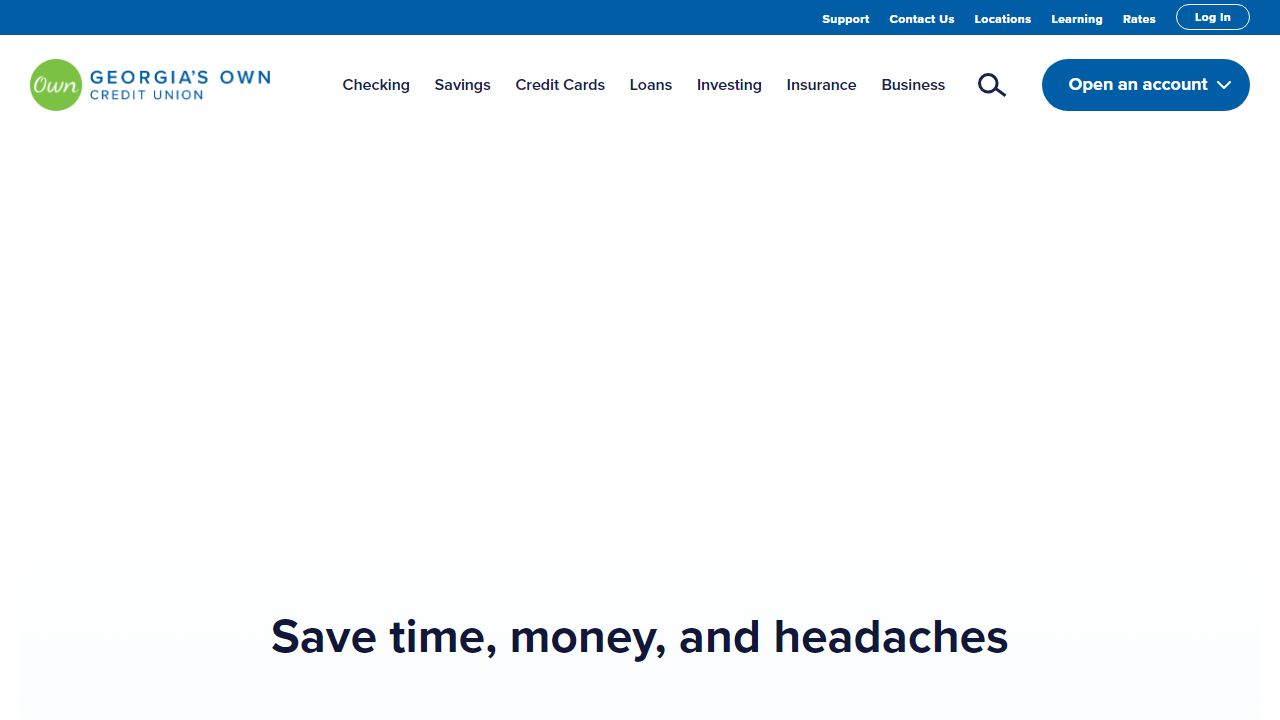 Support Contact Us Locations Learning Rates Log In
Own GEORGIA'S OWN
CREDIT UNION
Checking Savings Credit Cards Loans Investing Insurance Business Open an account
Save time, money, and headaches